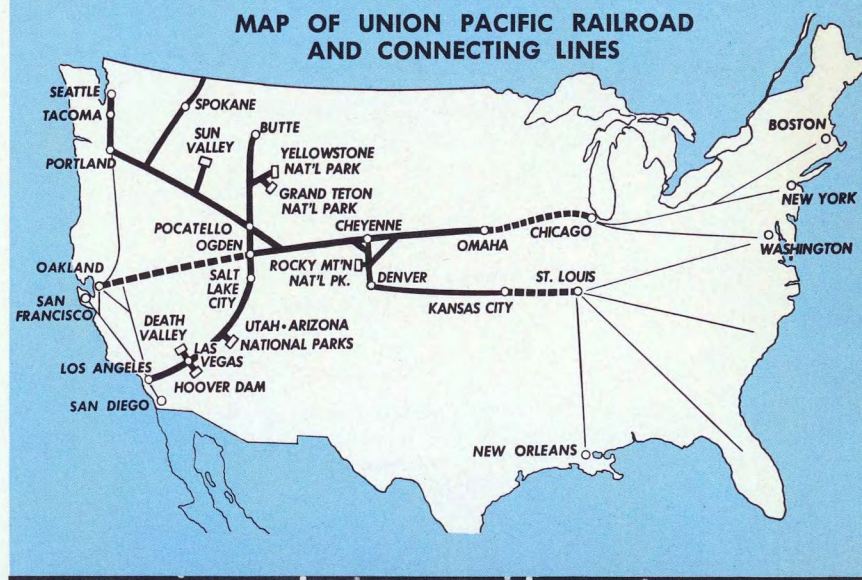 MAP OF UNION PACIFIC RAILROAD
AND CONNECTING LINES
SEATTLE
TACOMA
SPOKANE
SUN
VALLEY
BUTTE
PORTLAND
YELLOWSTONE
NAT'L PARK
GRAND TETON
NAT'L PARK
BOSTON
NEW YORK
WASHINGTON
POCATELLO
OGDEN
CHEYENNE
OMAHA
CHICAGO
OAKLAND
SALT
LAKE
CITY
ROCKY MT'N
NAT'L PK.
DENVER
KANSAS CITY
ST. LOUIS
SAN
FRANCISCO
DEATH
VALLEY
UTAH • ARIZONA
NATIONAL PARKS
LAS
VEGAS
LOS ANGELES
HOOVER DAM
SAN DIEGO
NEW ORLEANS